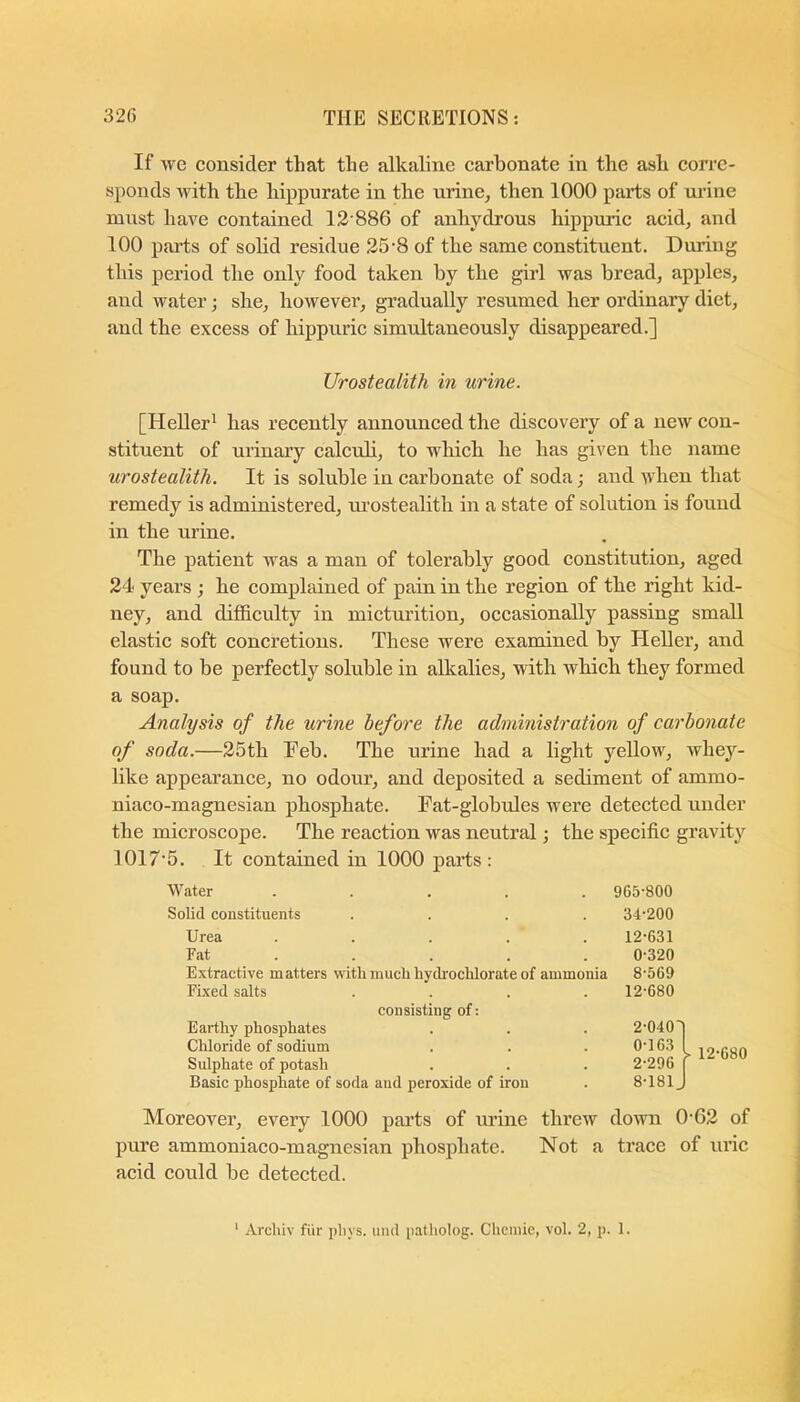 326 THE SECRETIONS:
If we consider that the alkaline carbonate in the ash corre-
sponds with the hippurate in the urine, then 1000 parts of urine
must have contained 12·886 of anhydrous hippuric acid, and
100 parts of solid residue 25·8 of the same constituent. During
this period the only food taken by the girl was bread, apples,
and water; she, however, gradually resumed her ordinary diet,
and the excess of hippuric simultaneously disappeared.]
Urostealith in urine.
[Heller¹ has recently announced the discovery of a new con-
stituent of urinary calculi, to which he has given the name
urostealith. It is soluble in carbonate of soda; and when that
remedy is administered, urostealith in a state of solution is found
in the urine.
The patient was a man of tolerably good constitution, aged
24 years; he complained of pain in the region of the right kid-
ney, and difficulty in micturition, occasionally passing small
elastic soft concretions. These were examined by Heller, and
found to be perfectly soluble in alkalies, with which they formed
a soap.
Analysis of the urine before the administration of carbonate
of soda.—25th Feb. The urine had a light yellow, whey-
like appearance, no odour, and deposited a sediment of ammo-
niaco-magnesian phosphate. Fat-globules were detected under
the microscope. The reaction was neutral; the specific gravity
1017·5. It contained in 1000 parts:
Water . . . . . 965·800
Solid constituents . . . . 34·200
Urea . . . . . 12·631
Fat . . . . . 0·320
Extractive matters with much hydrochlorate of ammonia 8·569
Fixed salts . . . . 12·680
consisting of:
Earthy phosphates . . . 2·040
Chloride of sodium . . . 0·163
12·680
Sulphate of potash . . . 2·296
Basic phosphate of soda and peroxide of iron . 8·181
Moreover, every 1000 parts of urine threw down 0·62 of
pure ammoniaco-magnesian phosphate. Not a trace of uric
acid could be detected.
¹ Archiv für phys. und patholog. Chemie, vol. 2, p. 1.